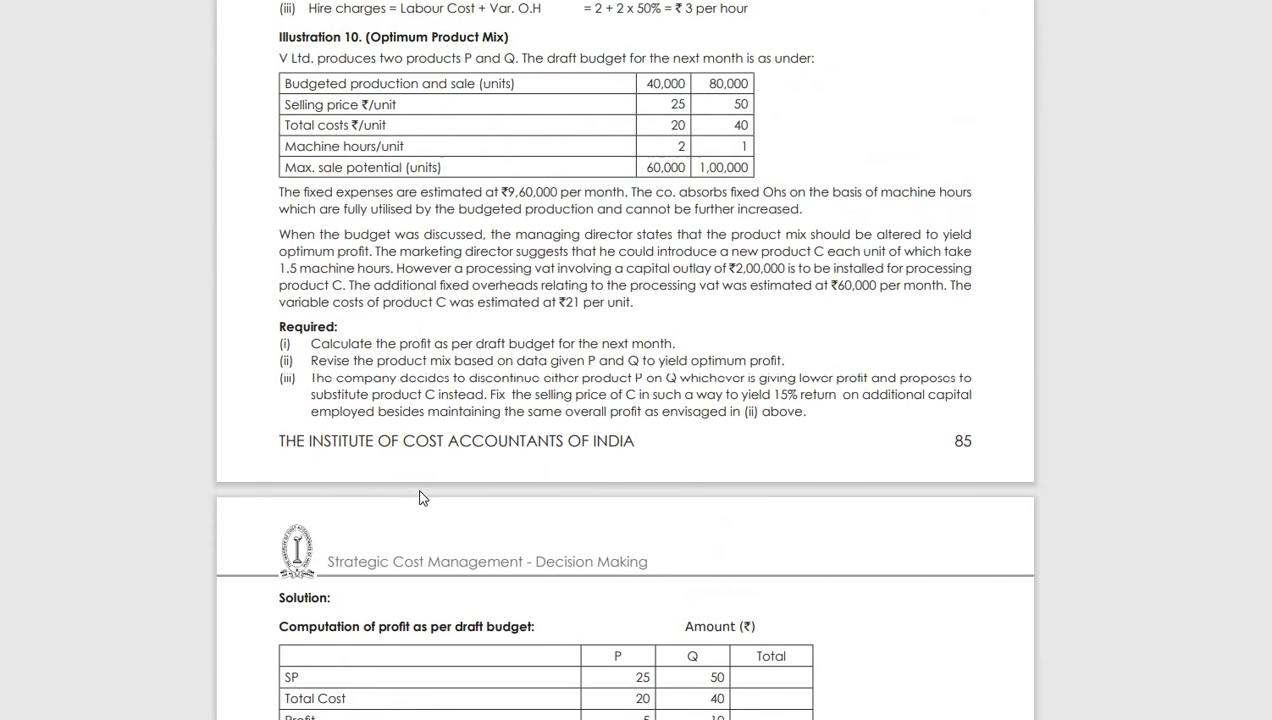 (iii) Hire charges = Labour Cost + Var. O.H = 2 + 2 x 50% = ₹ 3 per hour
Illustration 10. (Optimum Product Mix)
V Ltd. produces two products P and Q. The draft budget for the next month is as under:
Budgeted production and sale (units) 40,000 80,000
Selling price ₹/unit 25 50
Total costs ₹/unit 20 40
Machine hours/unit 2 1
Max. sale potential (units) 60,000 1,00,000
The fixed expenses are estimated at ₹9,60,000 per month. The co. absorbs fixed Ohs on the basis of machine hours
which are fully utilised by the budgeted production and cannot be further increased.
When the budget was discussed, the managing director states that the product mix should be altered to yield
optimum profit. The marketing director suggests that he could introduce a new product C each unit of which take
1.5 machine hours. However a processing vat involving a capital outlay of ₹2,00,000 is to be installed for processing
product C. The additional fixed overheads relating to the processing vat was estimated at ₹60,000 per month. The
variable costs of product C was estimated at ₹21 per unit.
Required:
(i) Calculate the profit as per draft budget for the next month.
(ii) Revise the product mix based on data given P and Q to yield optimum profit.
(iii) The company decides to discontinue either product P on Q whichever is giving lower profit and proposes to
substitute product C instead. Fix the selling price of C in such a way to yield 15% return on additional capital
employed besides maintaining the same overall profit as envisaged in (ii) above.
THE INSTITUTE OF COST ACCOUNTANTS OF INDIA 85
Strategic Cost Management - Decision Making
Solution:
Computation of profit as per draft budget: Amount (₹)
P Q Total
SP 25 50
Total Cost 20 40
Profit 5 10